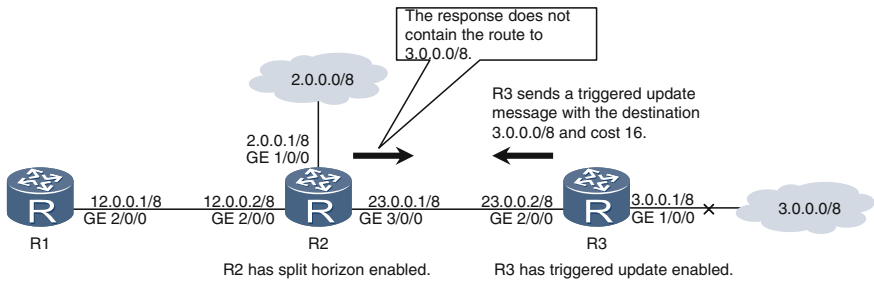 The response does not
contain the route to
3.0.0.0/8.
2.0.0.0/8
R3 sends a triggered update
message with the destination
3.0.0.0/8 and cost 16.
2.0.0.1/8
GE 1/0/0
R
12.0.0.1/8
GE 2/0/0
12.0.0.2/8
GE 2/0/0
R
23.0.0.1/8
GE 3/0/0
23.0.0.2/8
GE 2/0/0
R
3.0.0.1/8
GE 1/0/0
3.0.0.0/8
R1
R2
R3
R2 has split horizon enabled.
R3 has triggered update enabled.